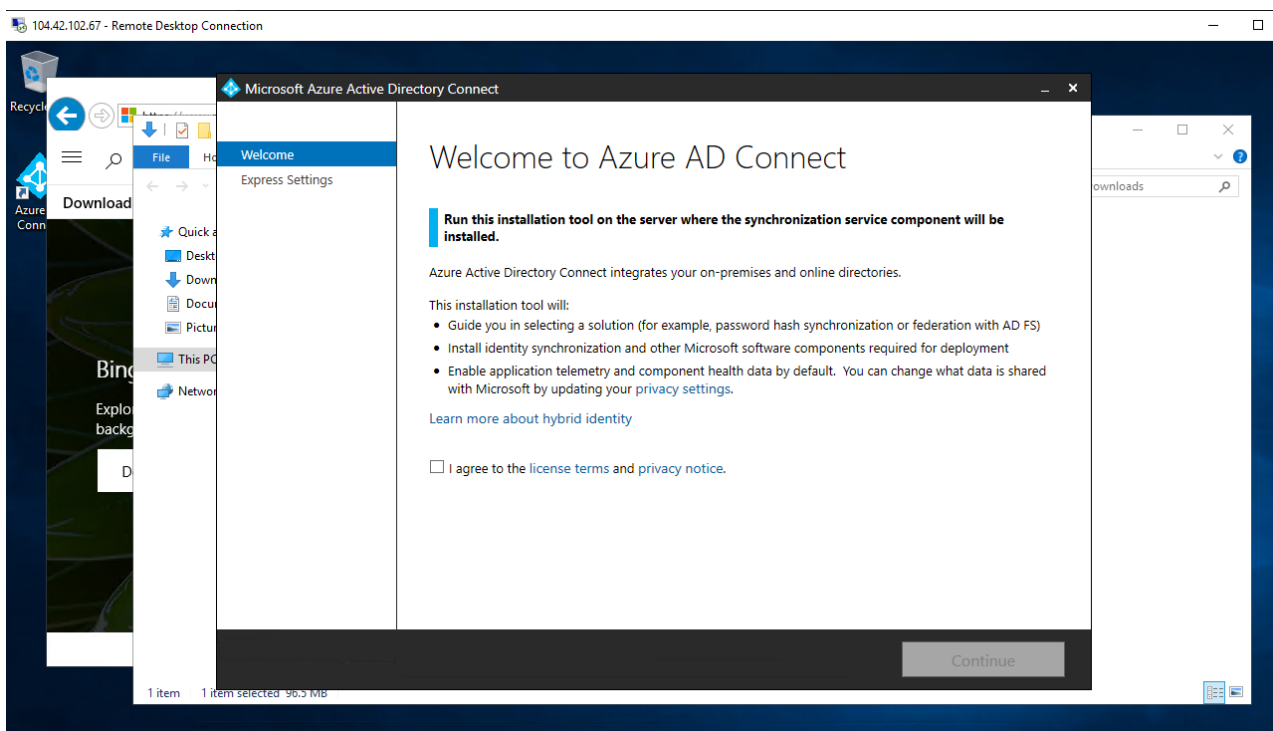 104.42.102.67 - Remote Desktop Connection
Recycle
Microsoft Azure Active Directory Connect
File
Welcome
Welcome to Azure AD Connect
Express Settings
Downloads
Azure
Download
Run this installation tool on the server where the synchronization service component will be
installed.
Quick a
Deskt
Azure Active Directory Connect integrates your on-premises and online directories.
Down
Docu
This installation tool will:
Pictur
• Guide you in selecting a solution (for example, password hash synchronization or federation with AD FS)
• Install identity synchronization and other Microsoft software components required for deployment
This PC
Bing
• Enable application telemetry and component health data by default. You can change what data is shared
with Microsoft by updating your privacy settings.
Networ
Explor
backg
Learn more about hybrid identity
I agree to the license terms and privacy notice.
Continue
1 item 1 item selected 96.5 MB